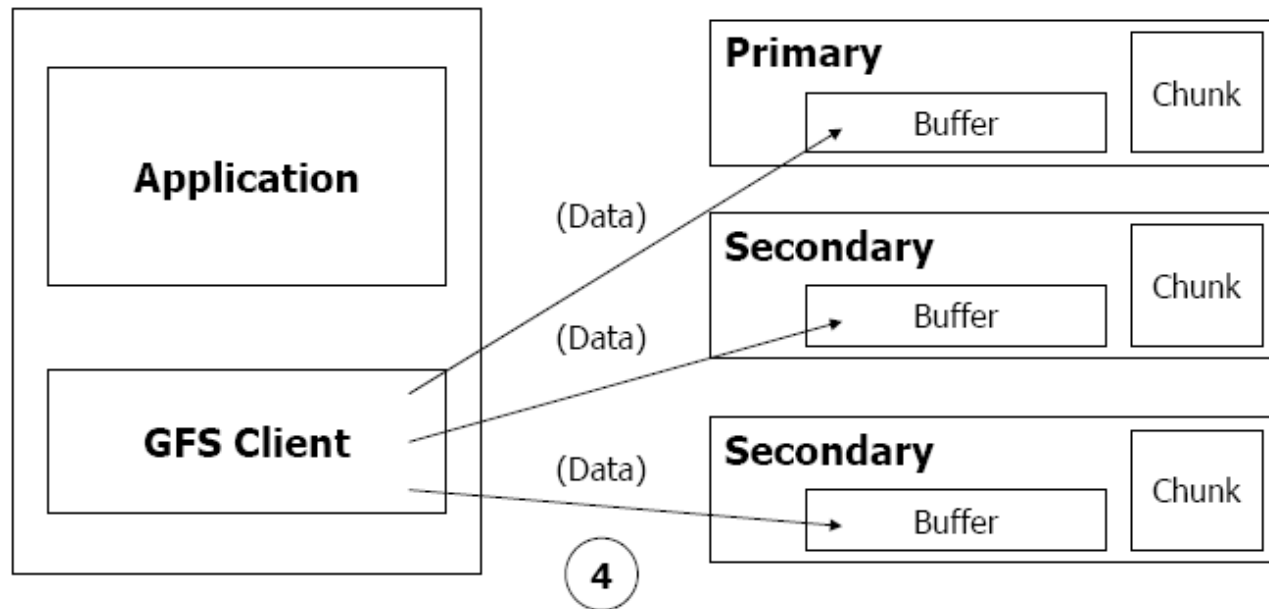 Application
GFS Client
(Data)
(Data)
(Data)
4
Primary
Buffer
Chunk
Secondary
Buffer
Chunk
Secondary
Buffer
Chunk